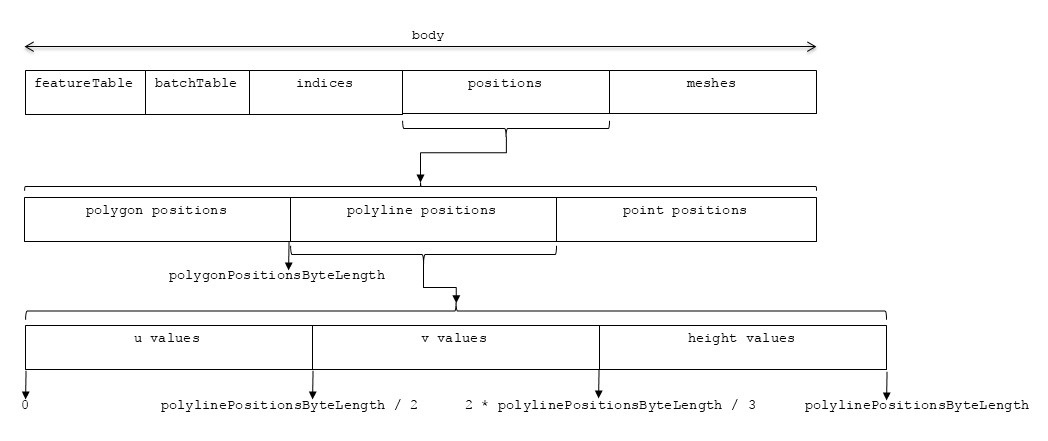 body
featureTable batchTable indices positions meshes
polygon positions polyline positions point positions
polygonPositionsByteLength
u values v values height values
0 polylinePositionsByteLength / 2 2 * polylinePositionsByteLength / 3 polylinePositionsByteLength